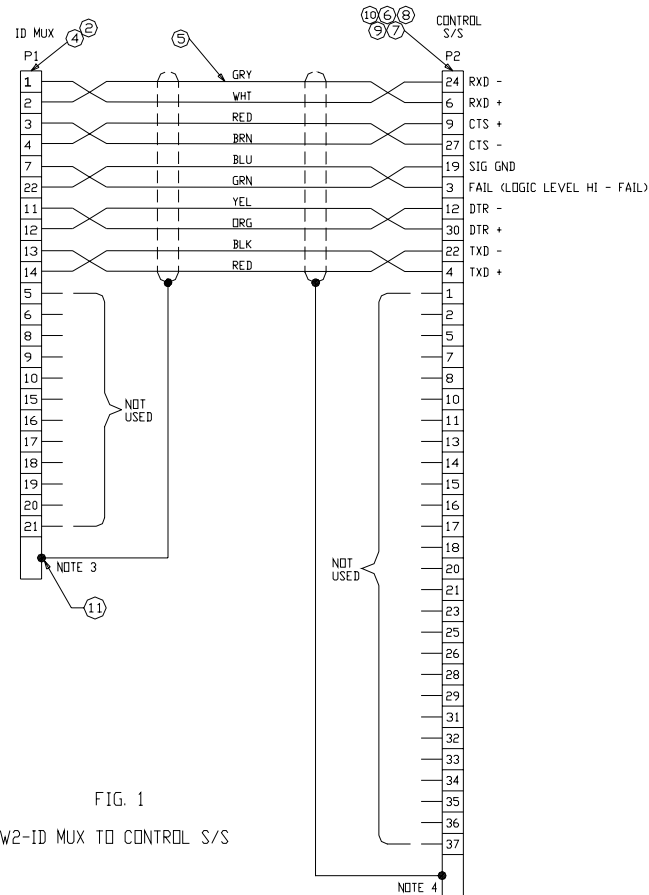 ID MUX
4 2
P1
5
10 6 8
9 7
CONTROL
S/S
P2
1 GRY 24 RXD -
2 WHT 6 RXD +
3 RED 9 CTS +
4 BRN 27 CTS -
7 BLU 19 SIG GND
22 GRN 3 FAIL (LOGIC LEVEL HI - FAIL)
11 YEL 12 DTR -
12 ORG 30 DTR +
13 BLK 22 TXD -
14 RED 4 TXD +
5 1
6 2
8 5
9 7
10 8
15 10
NOT
USED
16 11
17 13
18 14
19 15
20 16
21 17
18
NOTE 3
NOT
USED
20
21
11
23
25
26
28
29
31
32
33
34
FIG. 1
35
36
W2-ID MUX TO CONTROL S/S
37
NOTE 4